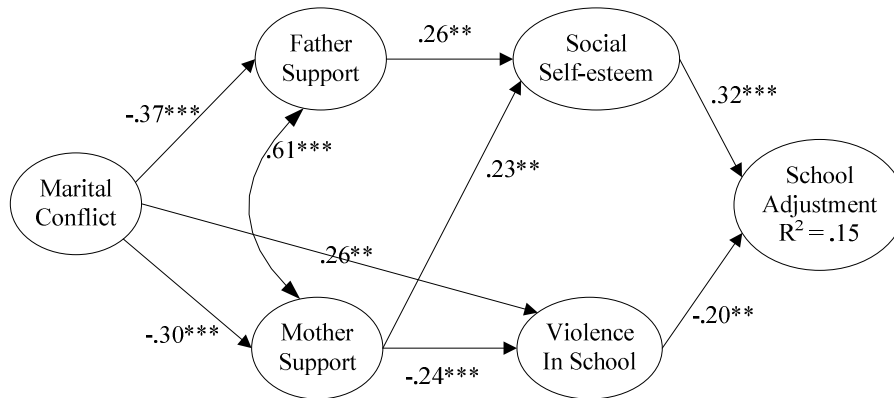 Father
Support
.26**
Social
Self-esteem
-.37***
.32***
.61***
.23**
Marital
Conflict
School
Adjustment
R² = .15
.26**
-.30***
Mother
Support
-.24***
Violence
In School
-.20**